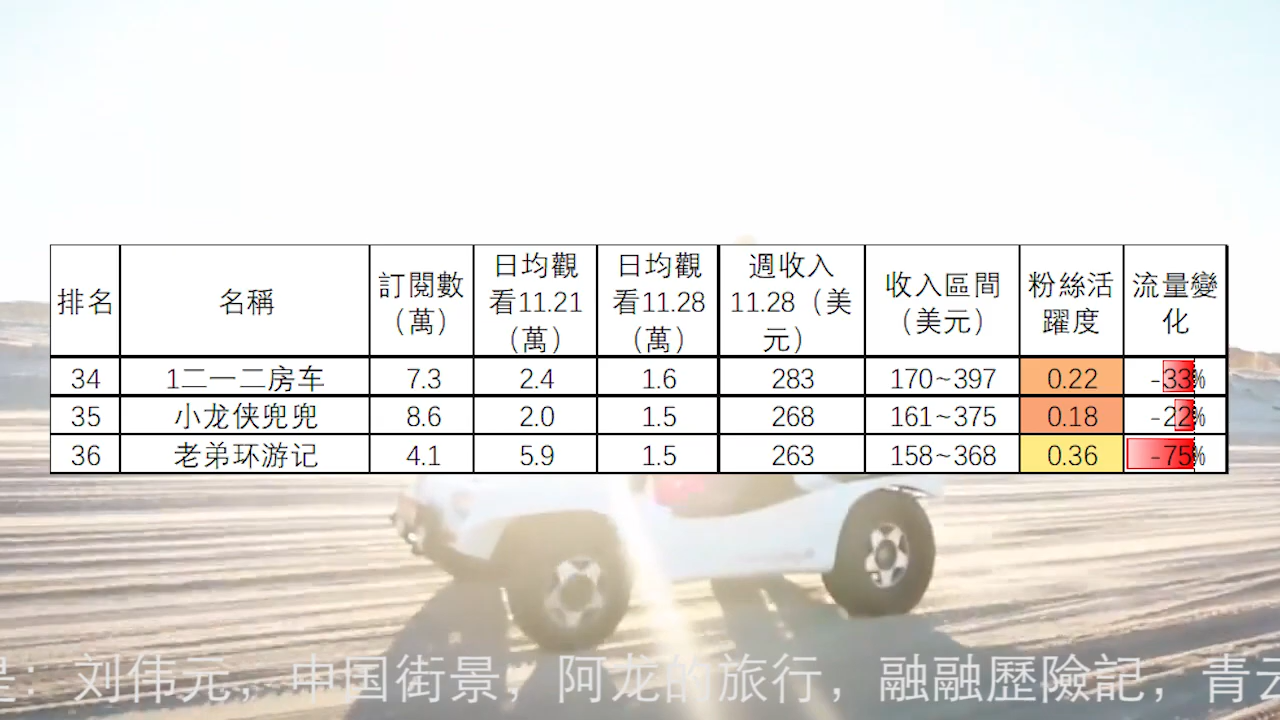 排名 名稱 訂閱數（萬） 日均觀看11.21（萬） 日均觀看11.28（萬） 週收入11.28（美元） 收入區間（美元） 粉絲活躍度 流量變化
34 1二一二房车 7.3 2.4 1.6 283 170~397 0.22 -33%
35 小龙侠兜兜 8.6 2.0 1.5 268 161~375 0.18 -22%
36 老弟环游记 4.1 5.9 1.5 263 158~368 0.36 -75%
：刘伟元，中国街景，阿龙的旅行，融融歷險記，青云